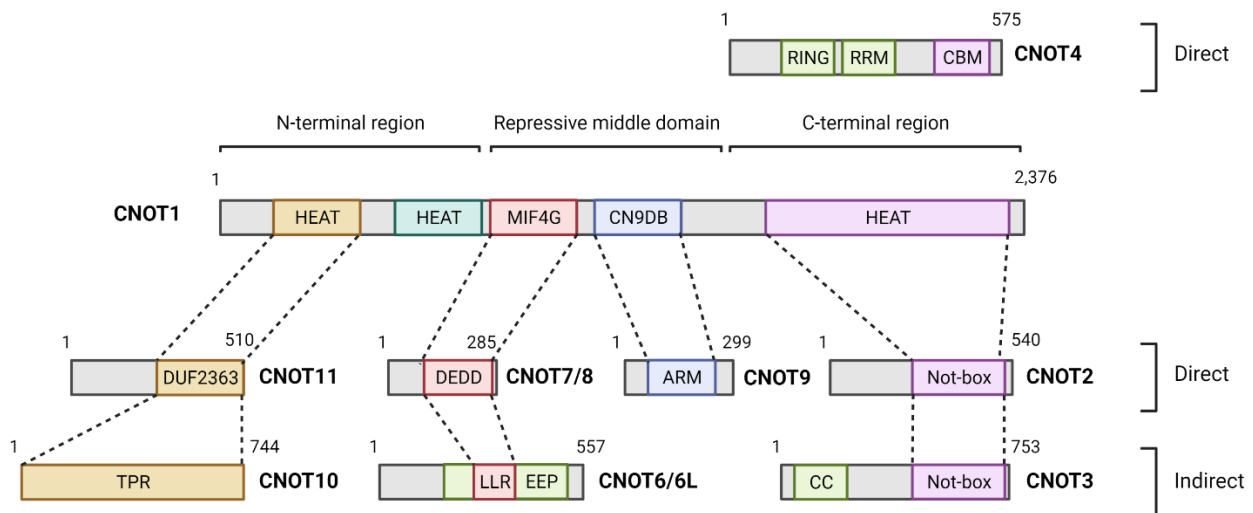 1 575
RING RRM CBM CNOT4 Direct
N-terminal region Repressive middle domain C-terminal region
1 2,376
CNOT1 HEAT HEAT MIF4G CN9DB HEAT
1 510 1 285 1 299 1 540
DUF2363 CNOT11 DEDD CNOT7/8 ARM CNOT9 Not-box CNOT2 Direct
1 744 1 557 1 753
TPR CNOT10 LLR EEP CNOT6/6L CC Not-box CNOT3 Indirect